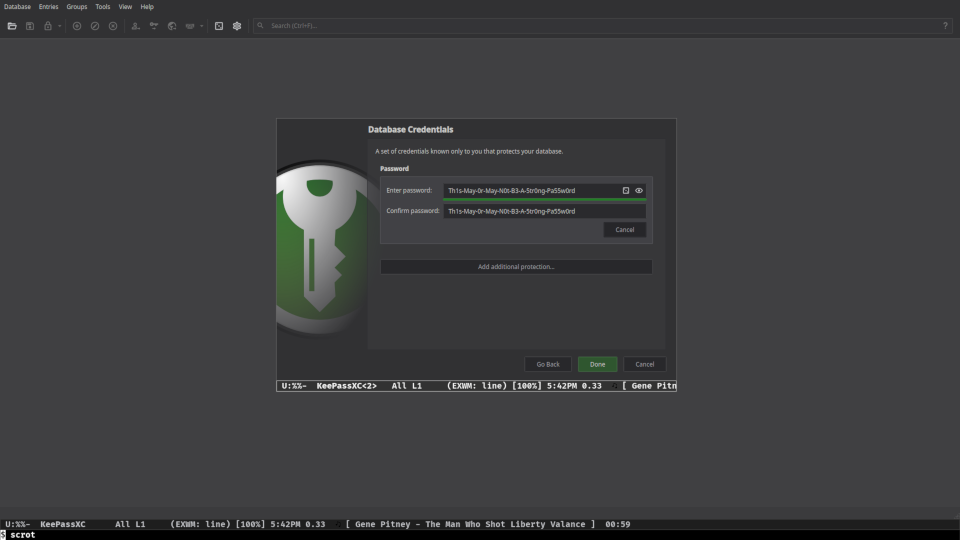 Database Entries Groups Tools View Help
Search (Ctrl+F)... ?
Database Credentials
A set of credentials known only to you that protects your database.
Password
Enter password: Th1s-May-0r-May-N0t-B3-A-5tr0ng-Pa55w0rd
Confirm password: Th1s-May-0r-May-N0t-B3-A-5tr0ng-Pa55w0rd
Cancel
Add additional protection...
Go Back Done Cancel
U:%%- KeePassXC<2> All L1 (EXWM: line) [100%] 5:42PM 0.33 [ Gene Pitn
U:%%- KeePassXC All L1 (EXWM: line) [100%] 5:42PM 0.33 [ Gene Pitney - The Man Who Shot Liberty Valance ] 00:59
$ scrot